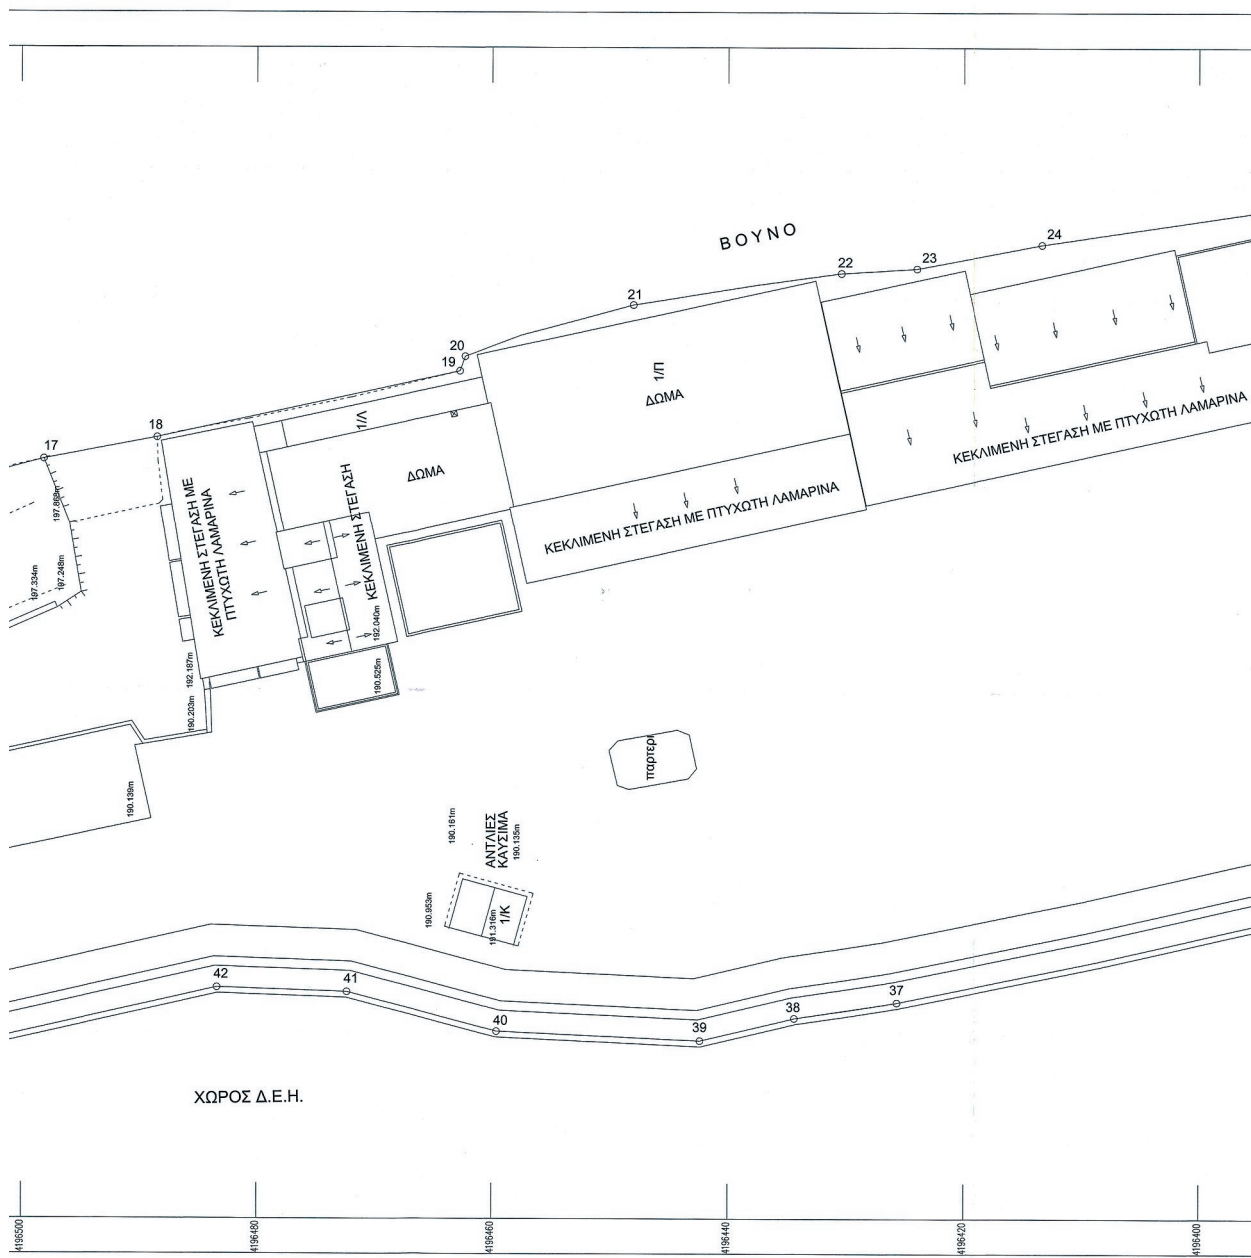 ΒΟΥΝΟ
24
22
23
21
20
19
18
17
1/Π
ΔΩΜΑ
1/Λ
ΔΩΜΑ
ΚΕΚΛΙΜΕΝΗ ΣΤΕΓΑΣΗ ΜΕ ΠΤΥΧΩΤΗ ΛΑΜΑΡΙΝΑ
ΚΕΚΛΙΜΕΝΗ ΣΤΕΓΑΣΗ ΜΕ ΠΤΥΧΩΤΗ ΛΑΜΑΡΙΝΑ
ΚΕΚΛΙΜΕΝΗ ΣΤΕΓΑΣΗ ΜΕ
ΠΤΥΧΩΤΗ ΛΑΜΑΡΙΝΑ
ΚΕΚΛΙΜΕΝΗ ΣΤΕΓΑΣΗ
197.868m
197.334m
197.248m
192.040m
192.187m
190.525m
190.203m
παρτερι
190.139m
190.161m
ΑΝΤΛΙΕΣ
ΚΑΥΣΙΜΑ
190.135m
190.953m
191.316m
1/Κ
42
41
40
39
38
37
ΧΩΡΟΣ Δ.Ε.Η.
4196500
4196480
4196460
4196440
4196420
4196400